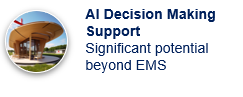 AI Decision Making
Support
Significant potential
beyond EMS